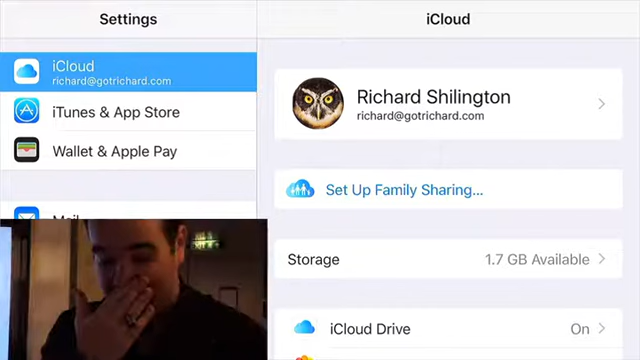 Settings
iCloud
iCloud
richard@gotrichard.com
iTunes & App Store
Wallet & Apple Pay
Mail
Richard Shilington
richard@gotrichard.com
Set Up Family Sharing...
Storage 1.7 GB Available
iCloud Drive On